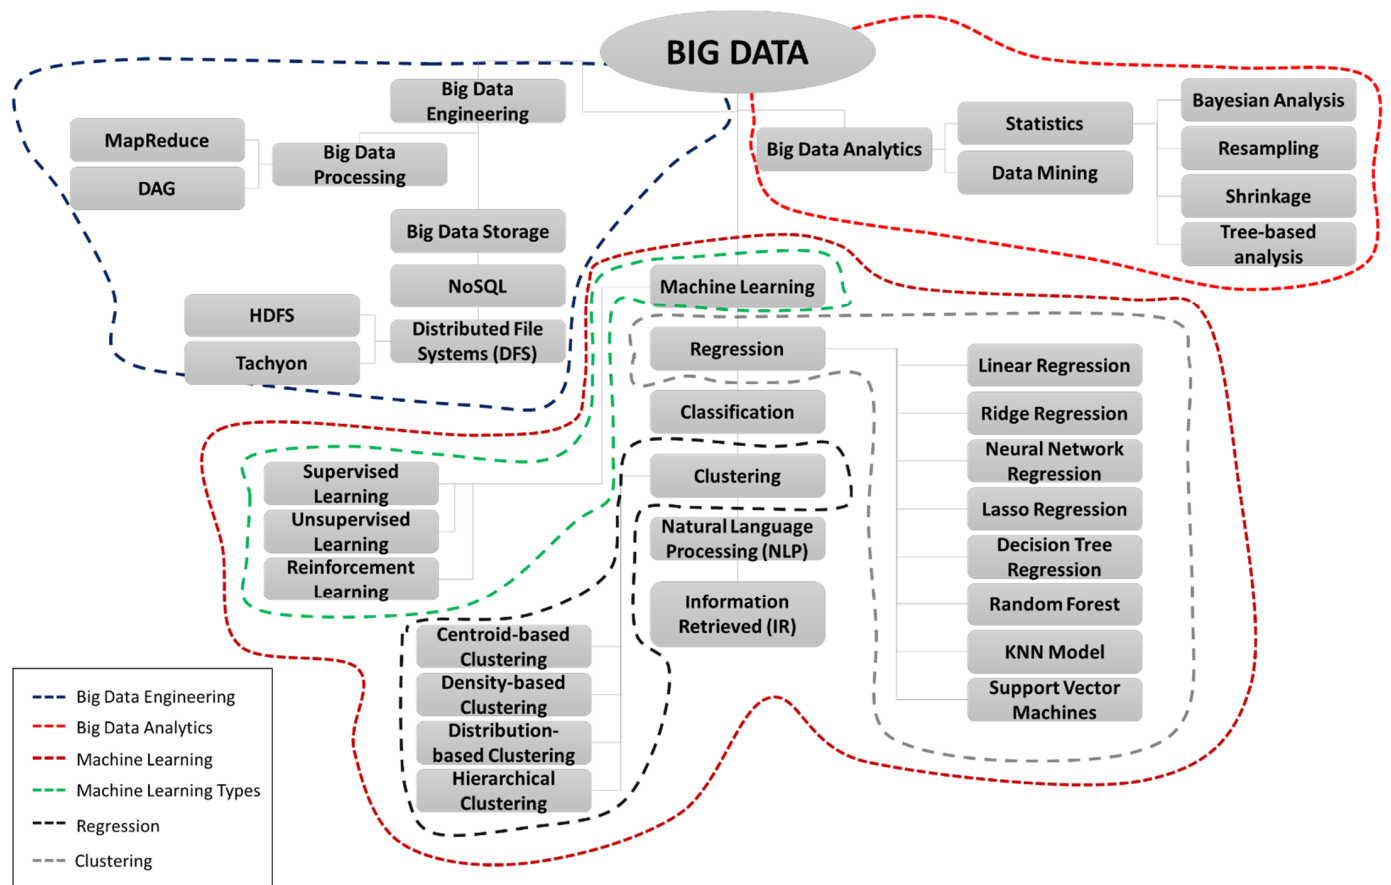 BIG DATA
Big Data
Engineering
MapReduce
DAG
Big Data
Processing
Big Data Storage
NoSQL
HDFS
Tachyon
Distributed File
Systems (DFS)
Big Data Analytics
Statistics
Data Mining
Bayesian Analysis
Resampling
Shrinkage
Tree-based
analysis
Machine Learning
Regression
Classification
Clustering
Natural Language
Processing (NLP)
Information
Retrieved (IR)
Linear Regression
Ridge Regression
Neural Network
Regression
Lasso Regression
Decision Tree
Regression
Random Forest
KNN Model
Support Vector
Machines
Supervised
Learning
Unsupervised
Learning
Reinforcement
Learning
Centroid-based
Clustering
Density-based
Clustering
Distribution-
based Clustering
Hierarchical
Clustering
Big Data Engineering
Big Data Analytics
Machine Learning
Machine Learning Types
Regression
Clustering